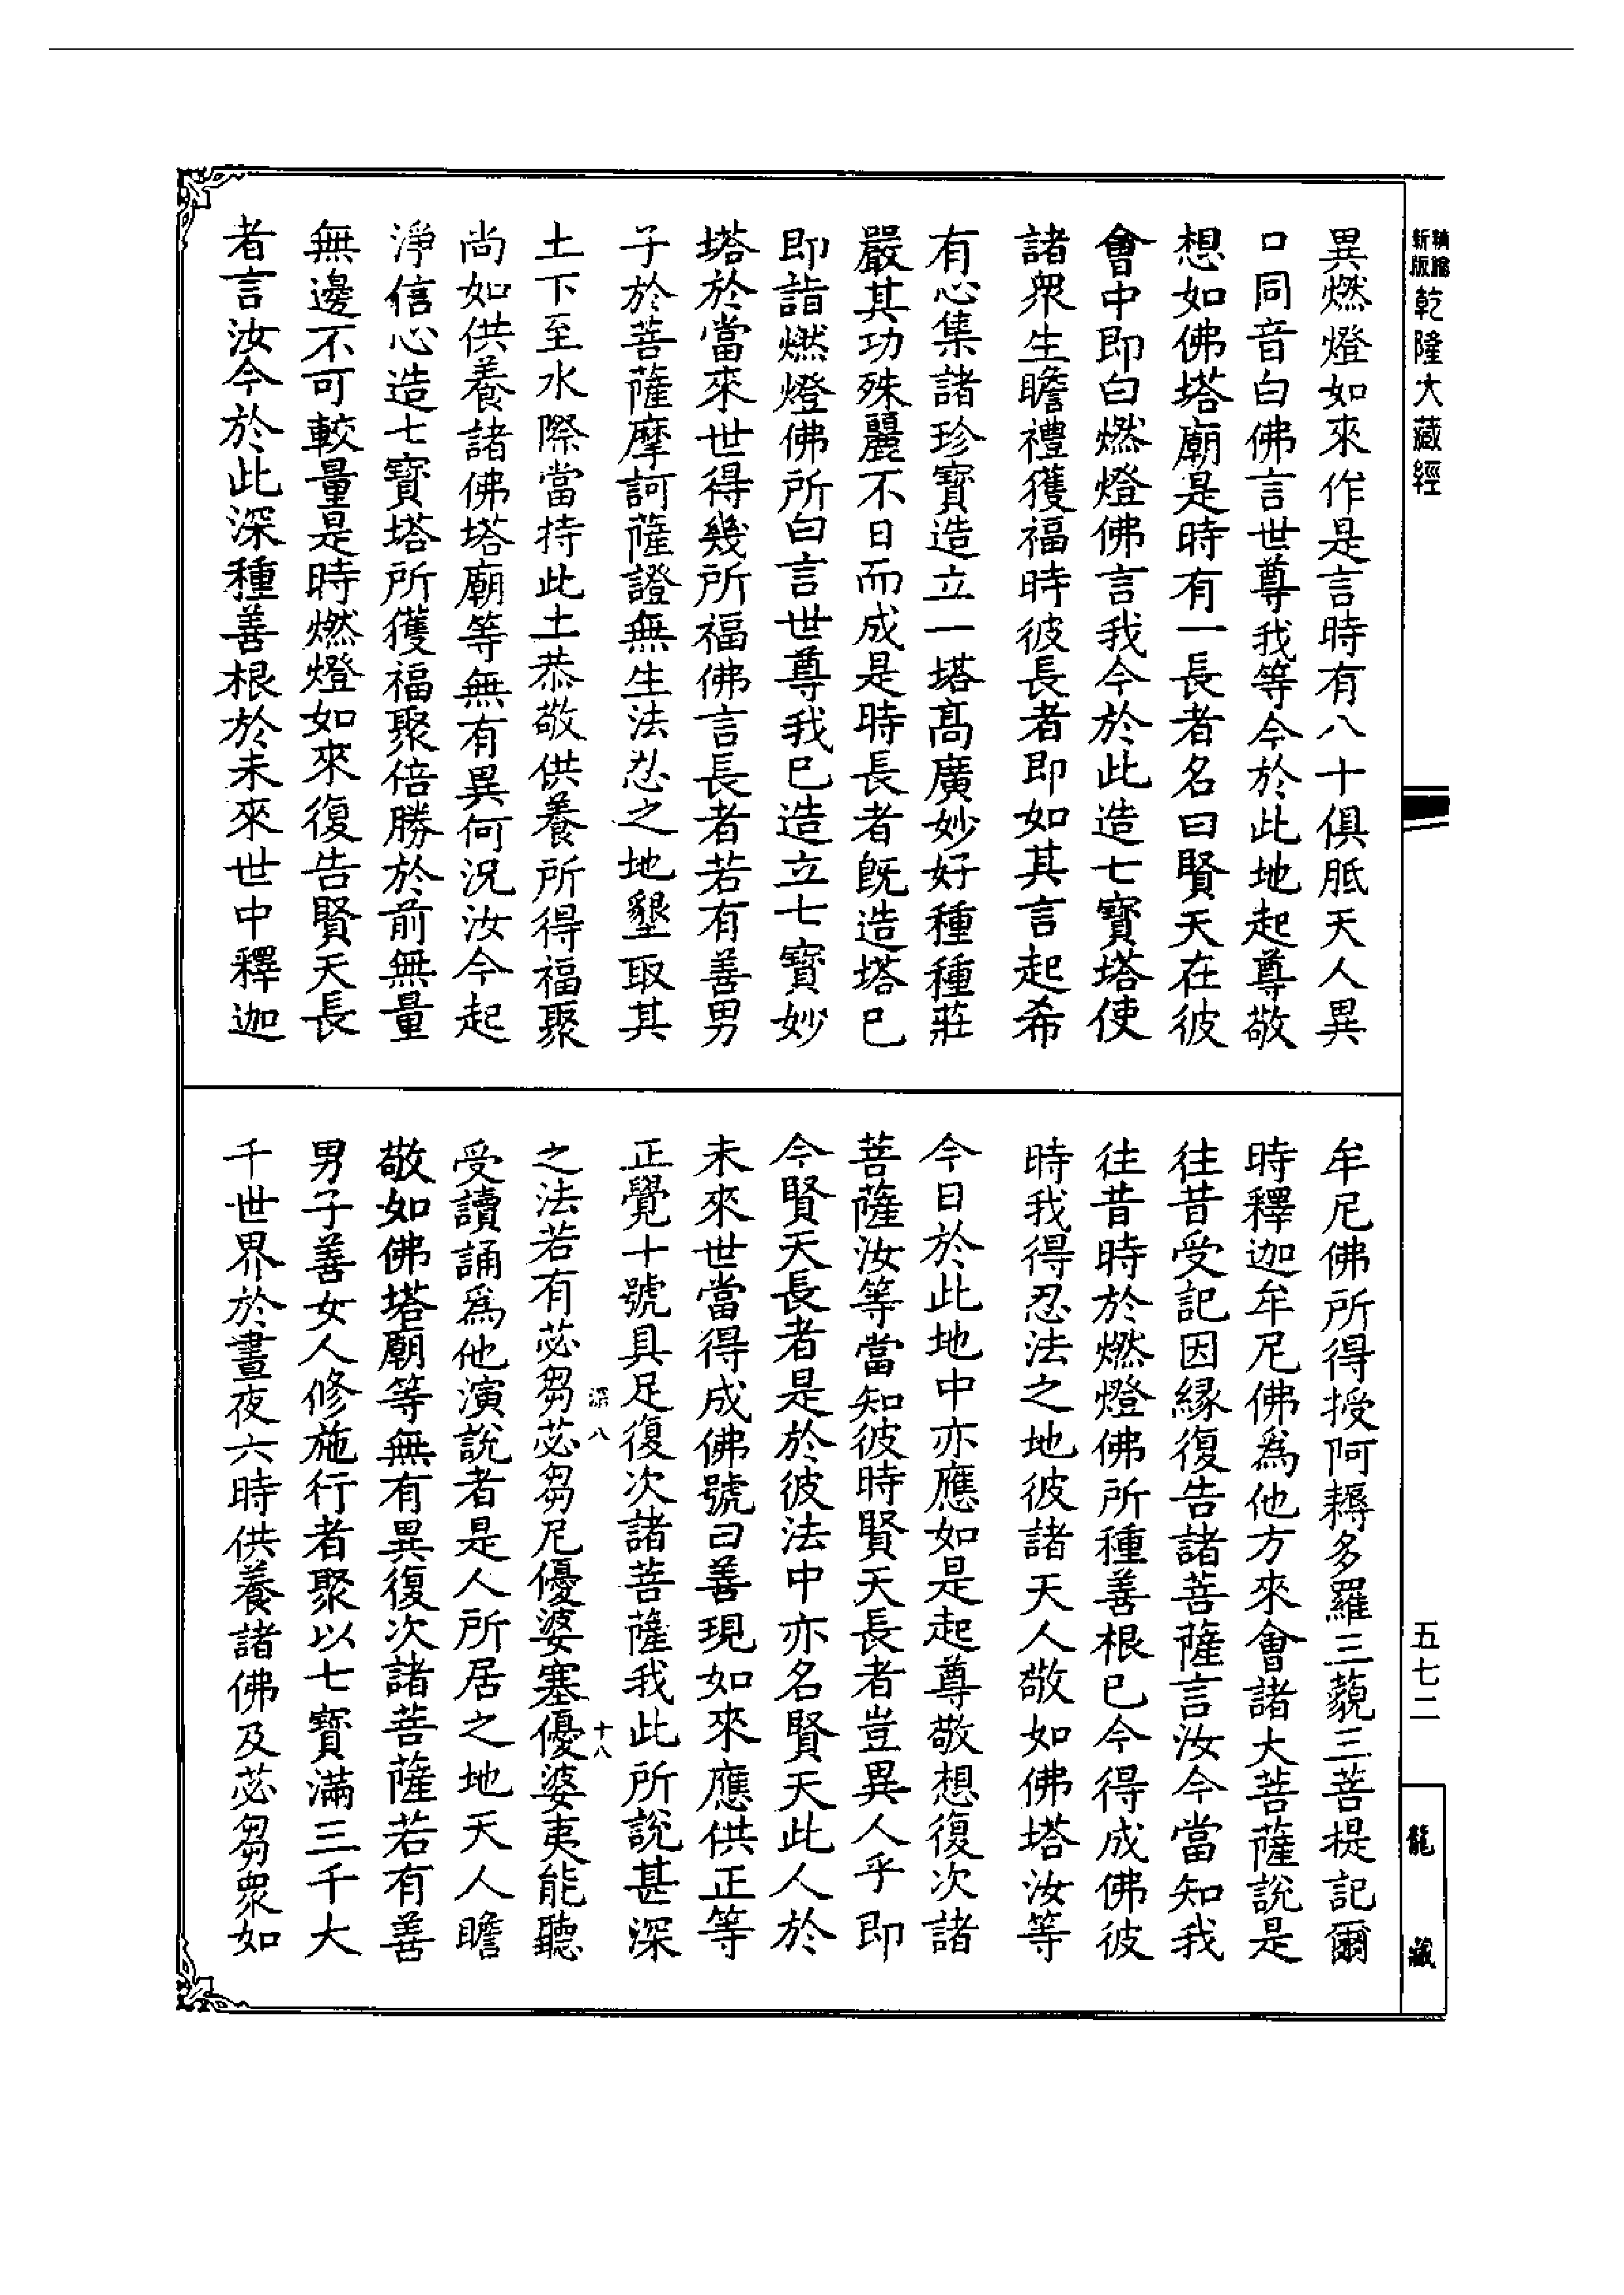 新版精縮乾隆大藏經
異燃燈如來作是言時有八十俱胝天人異
口同音白佛言世尊我等今於此地起尊敬
想如佛塔廟是時有一長者名曰賢天在彼
會中即白燃燈佛言我今於此造七寳塔使
諸衆生瞻禮獲福時彼長者即如其言起希
有心集諸珍寳造立一塔髙廣妙好種種莊
嚴其功殊麗不日而成是時長者旣造塔已
即詣燃燈佛所白言世尊我已造立七寳妙
塔於當來世得幾所福佛言長者若有善男
子於菩薩摩訶薩證無生法忍之地墾取其
土下至水際當持此土恭敬供養所得福聚
尚如供養諸佛塔廟等無有異何況汝今起
淨信心造七寳塔所獲福聚倍勝於前無量
無邊不可較量是時燃燈如來復告賢天長
者言汝今於此深種善根於未來世中釋迦
牟尼佛所得授阿耨多羅三藐三菩提記爾
時釋迦牟尼佛爲他方來會諸大菩薩說是
往昔受記因緣復告諸菩薩言汝今當知我
往昔時於燃燈佛所種善根已今得成佛彼
時我得忍法之地彼諸天人敬如佛塔汝等
今日於此地中亦應如是起尊敬想復次諸
菩薩汝等當知彼時賢天長者豈異人乎即
今賢天長者是於彼法中亦名賢天此人於
未來世當得成佛號曰善現如來應供正等
正覺十號具足復次諸菩薩我此所說甚深
深八 十八
之法若有苾芻苾芻尼優婆塞優婆夷能聽
受讀誦爲他演說者是人所居之地天人瞻
敬如佛塔廟等無有異復次諸菩薩若有善
男子善女人修施行者聚以七寳滿三千大
千世界於晝夜六時供養諸佛及苾芻衆如
五七二
龍藏